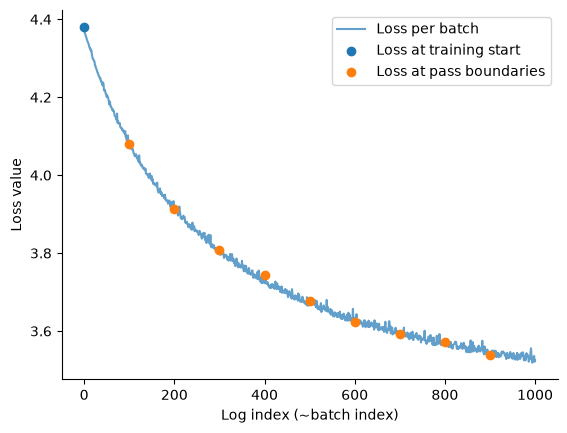 4.4
4.2
4.0
3.8
3.6
Loss value
0
200
400
600
800
1000
Log index (~batch index)
Loss per batch
Loss at training start
Loss at pass boundaries